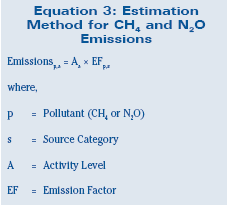 Equation 3: Estimation
Method for CH₄ and N₂O
Emissions
Emissionsₚ,ₛ = Aₛ × EFₚ,ₛ
where,
p = Pollutant (CH₄ or N₂O)
s = Source Category
A = Activity Level
EF = Emission Factor